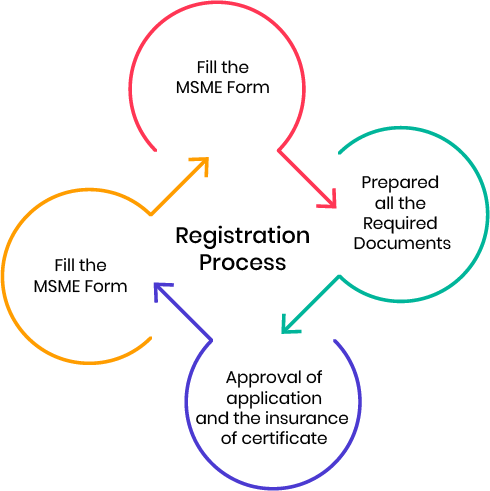 Fill the
MSME Form
Prepared
all the
Required
Documents
Registration
Process
Fill the
MSME Form
Approval of
application
and the insurance
of certificate